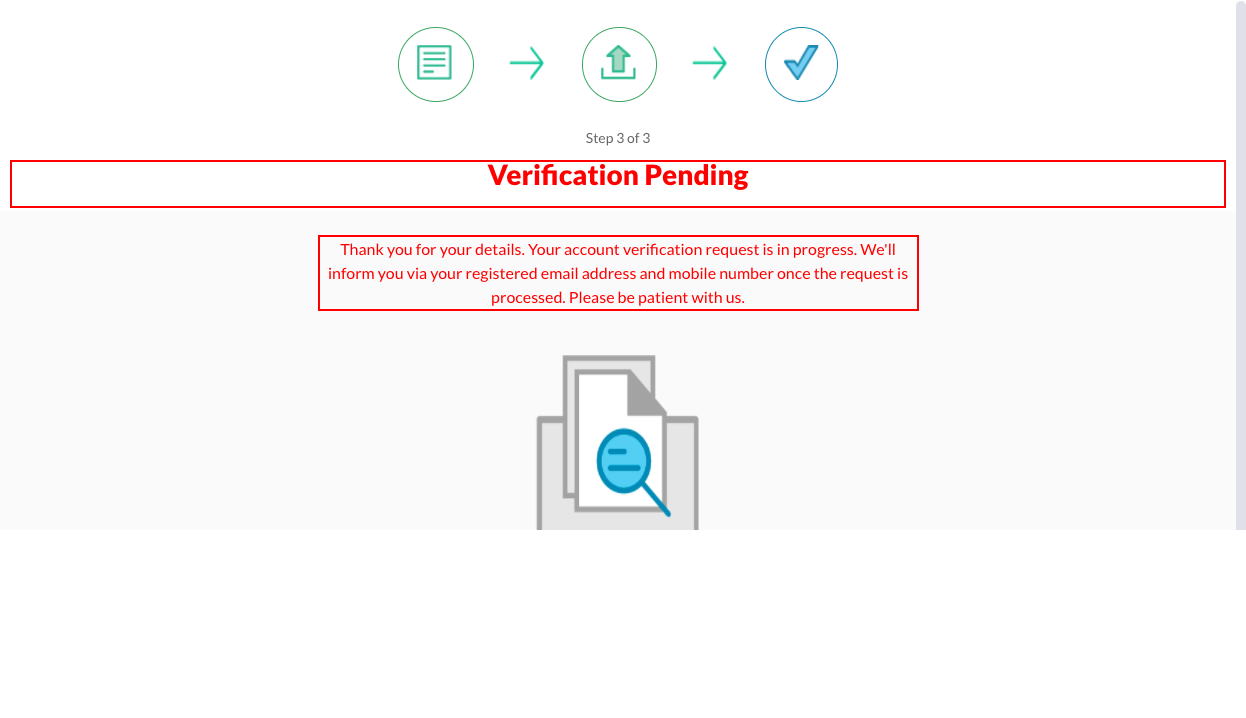 Step 3 of 3
Verification Pending
Thank you for your details. Your account verification request is in progress. We'll
inform you via your registered email address and mobile number once the request is
processed. Please be patient with us.